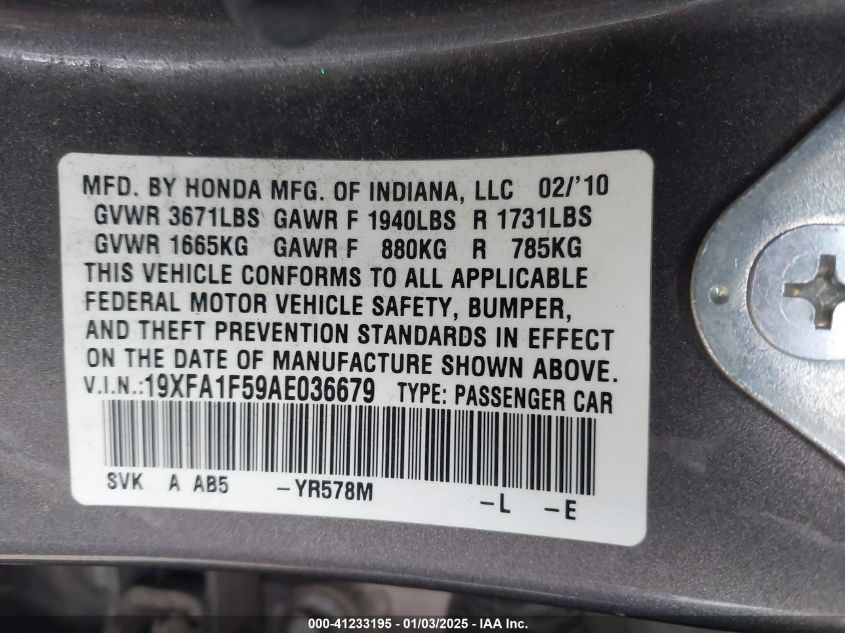 MFD. BY HONDA MFG. OF INDIANA, LLC 02/'10
GVWR 3671LBS GAWR F 1940LBS R 1731LBS
GVWR 1665KG GAWR F 880KG R 785KG
THIS VEHICLE CONFORMS TO ALL APPLICABLE
FEDERAL MOTOR VEHICLE SAFETY, BUMPER,
AND THEFT PREVENTION STANDARDS IN EFFECT
ON THE DATE OF MANUFACTURE SHOWN ABOVE.
V.I.N.:19XFA1F59AE036679 TYPE: PASSENGER CAR
SVK A AB5 -YR578M -L -E
000-41233195 - 01/03/2025 - IAA Inc.